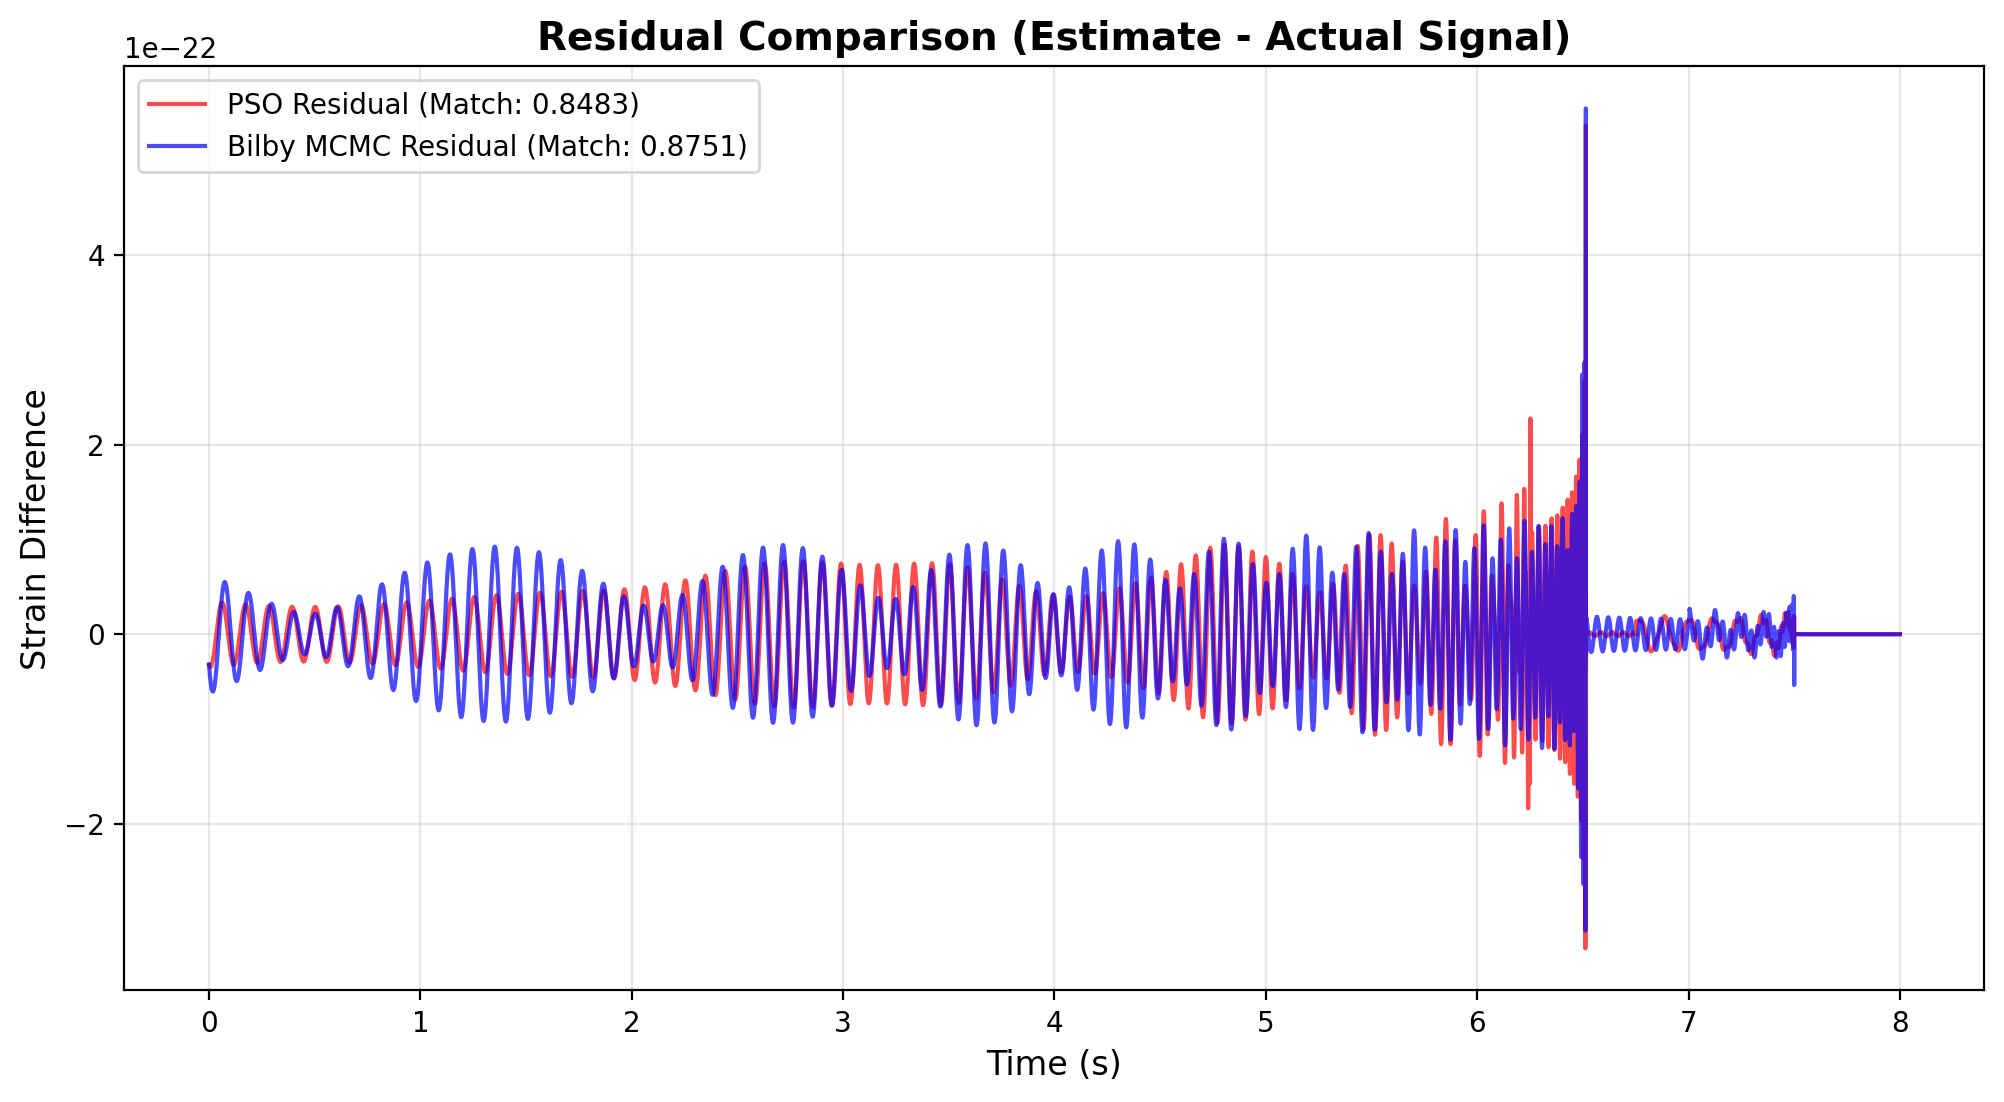 Residual Comparison (Estimate - Actual Signal)
1e−22
PSO Residual (Match: 0.8483)
Bilby MCMC Residual (Match: 0.8751)
4
2
0
−2
Strain Difference
0 1 2 3 4 5 6 7 8
Time (s)